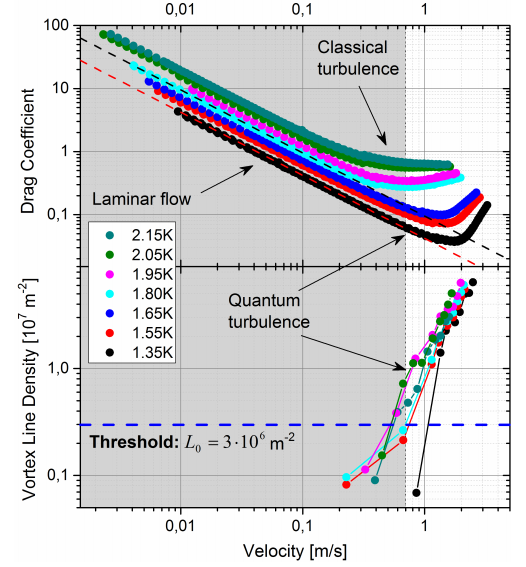 0,01 0,1 1
100
10
1
0,1
Drag Coefficient
Classical
turbulence
Laminar flow
2.15K
2.05K
1.95K
1.80K
1.65K
1.55K
1.35K
Quantum
turbulence
Vortex Line Density [10⁷ m⁻²]
1,0
0,1
Threshold: L₀ = 3·10⁶ m⁻²
0,01 0,1 1
Velocity [m/s]